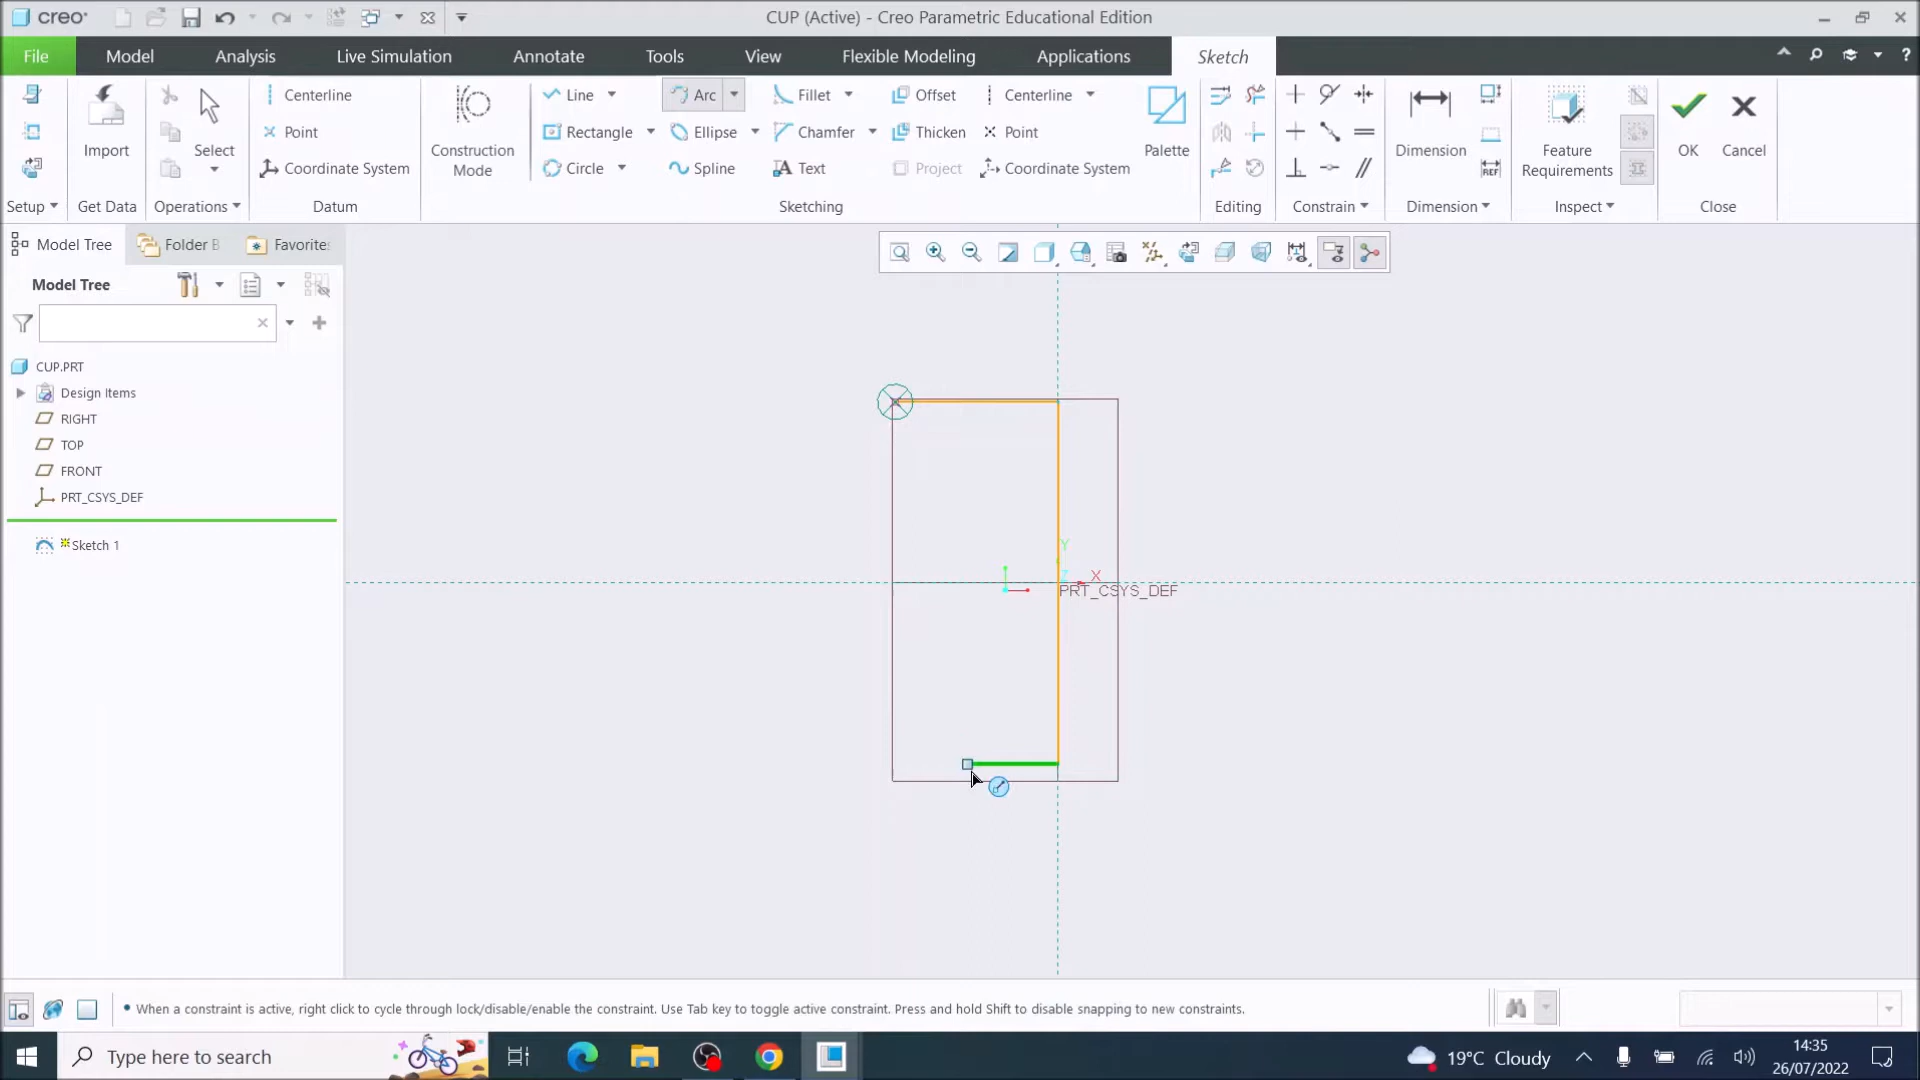 creo
CUP (Active) - Creo Parametric Educational Edition
File Model Analysis Live Simulation Annotate Tools View Flexible Modeling Applications Sketch
Centerline Line Arc Fillet Offset Centerline
Point Rectangle Ellipse Chamfer Thicken Point
Import Select Construction Mode Palette Dimension Feature Requirements OK Cancel
Coordinate System Circle Spline Text Project Coordinate System
REF
Setup Get Data Operations Datum Sketching Editing Constrain Dimension Inspect Close
Model Tree Folder B Favorite
Model Tree
CUP.PRT
Design Items
RIGHT
TOP
FRONT
PRT_CSYS_DEF
Sketch 1
Y
Z X
PRT_CSYS_DEF
When a constraint is active, right click to cycle through lock/disable/enable the constraint. Use Tab key to toggle active constraint. Press and hold Shift to disable snapping to new constraints.
Type here to search
19°C Cloudy
14:35
26/07/2022